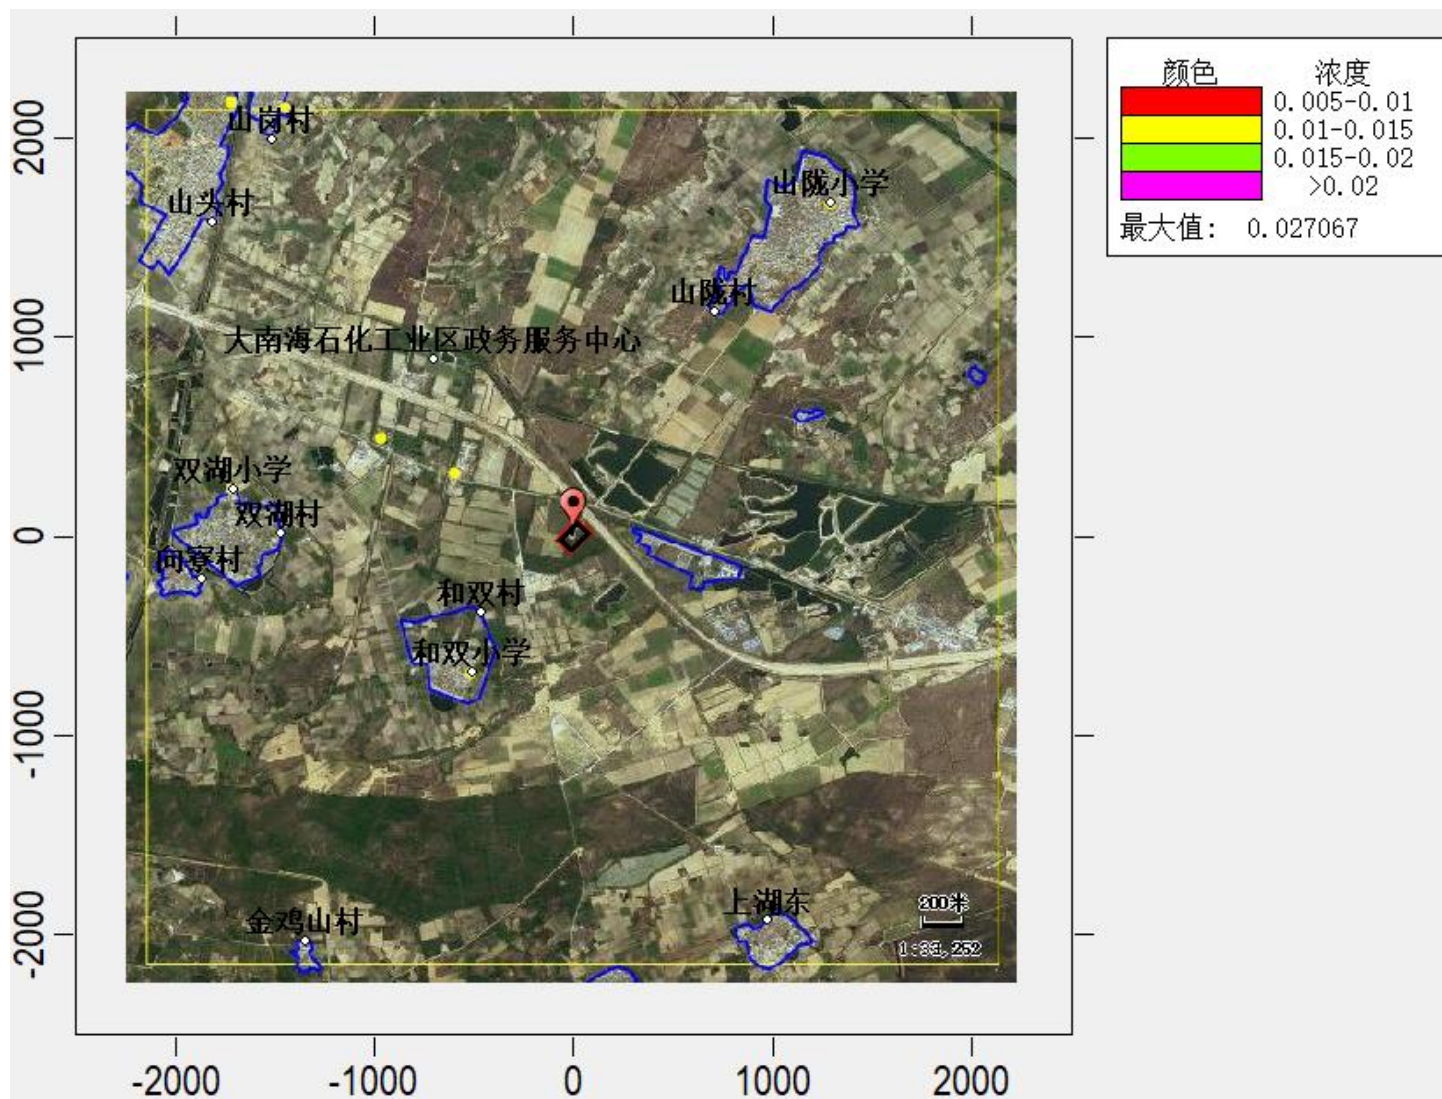 颜色 浓度
0.005-0.01
0.01-0.015
0.015-0.02
>0.02
最大值: 0.027067
2000
1000
0
-1000
-2000
山岗村
山头村
山陇小学
山陇村
大南海石化工业区政务服务中心
双湖小学
双湖村
向寮村
和双村
和双小学
上湖东
金鸡山村
200米
1:33,252
-2000 -1000 0 1000 2000